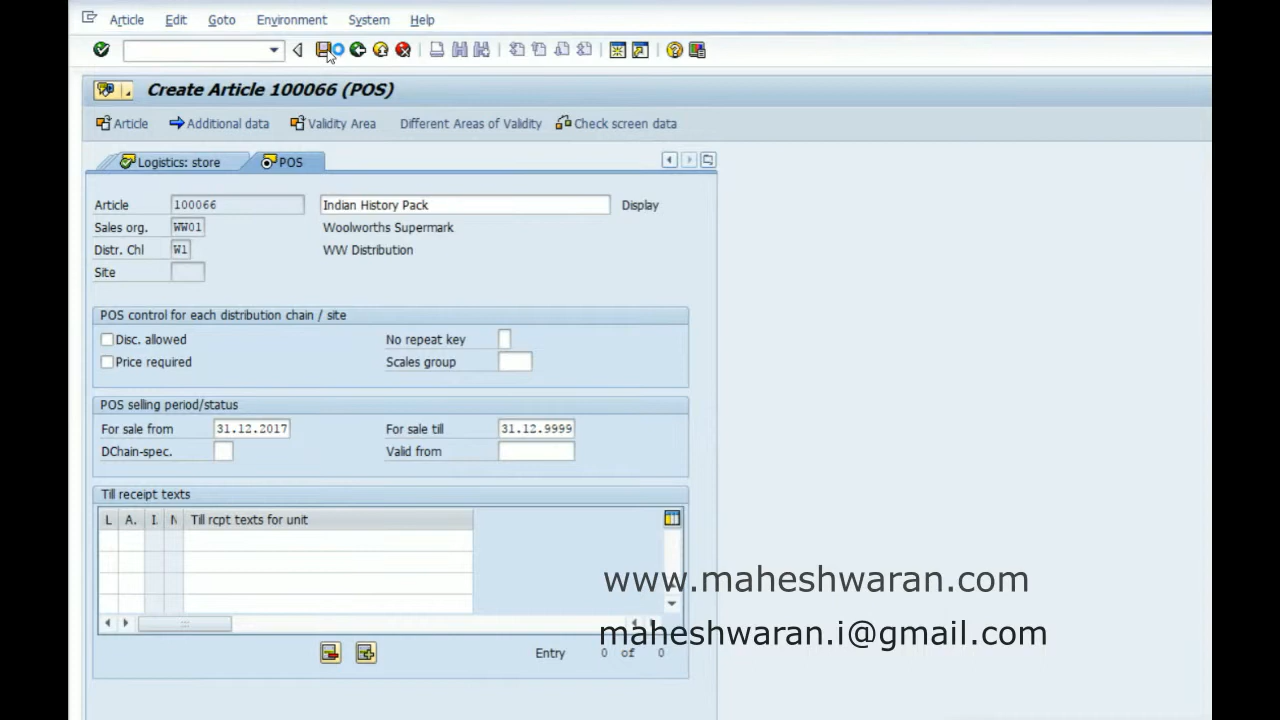 Article Edit Goto Environment System Help
Create Article 100066 (POS)
Article Additional data Validity Area Different Areas of Validity Check screen data
Logistics: store POS
Article 100066 Indian History Pack Display
Sales org. WW01 Woolworths Supermark
Distr. Chl W1 WW Distribution
Site
POS control for each distribution chain / site
Disc. allowed No repeat key
Price required Scales group
POS selling period/status
For sale from 31.12.2017 For sale till 31.12.9999
DChain-spec. Valid from
Till receipt texts
L A. I. N Till rcpt texts for unit
www.maheshwaran.com
maheshwaran.i@gmail.com
Entry 0 of 0